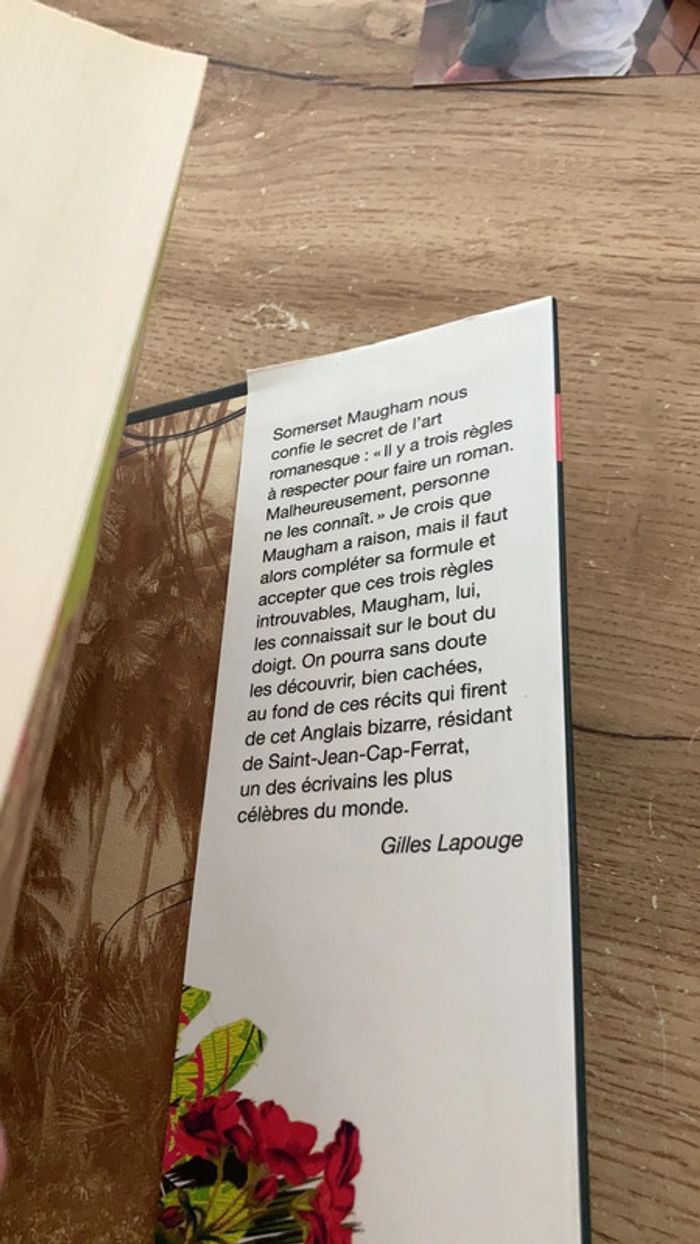 Somerset Maugham nous
confie le secret de l'art
romanesque : « Il y a trois règles
à respecter pour faire un roman.
Malheureusement, personne
ne les connaît. » Je crois que
Maugham a raison, mais il faut
alors compléter sa formule et
accepter que ces trois règles
introuvables, Maugham, lui,
les connaissait sur le bout du
doigt. On pourra sans doute
les découvrir, bien cachées,
au fond de ces récits qui firent
de cet Anglais bizarre, résidant
de Saint-Jean-Cap-Ferrat,
un des écrivains les plus
célèbres du monde.
Gilles Lapouge